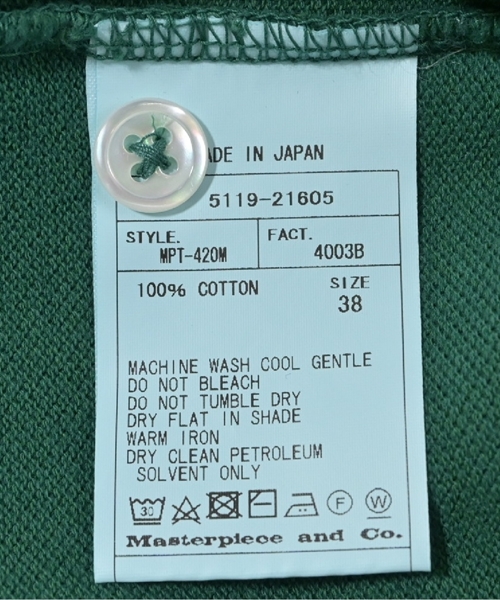 ADE IN JAPAN
5119-21605
STYLE. FACT.
MPT-420M 4003B
100% COTTON SIZE
38
MACHINE WASH COOL GENTLE
DO NOT BLEACH
DO NOT TUMBLE DRY
DRY FLAT IN SHADE
WARM IRON
DRY CLEAN PETROLEUM
SOLVENT ONLY
30 F W
Masterpiece and Co.